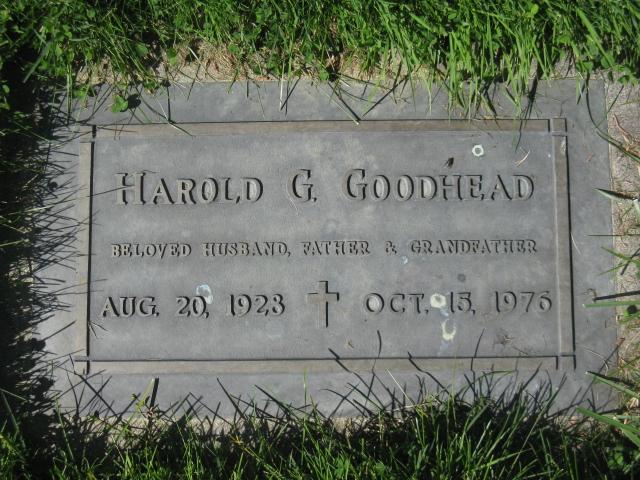 HAROLD G. GOODHEAD
BELOVED HUSBAND, FATHER & GRANDFATHER
AUG. 20, 1923 OCT. 15, 1976